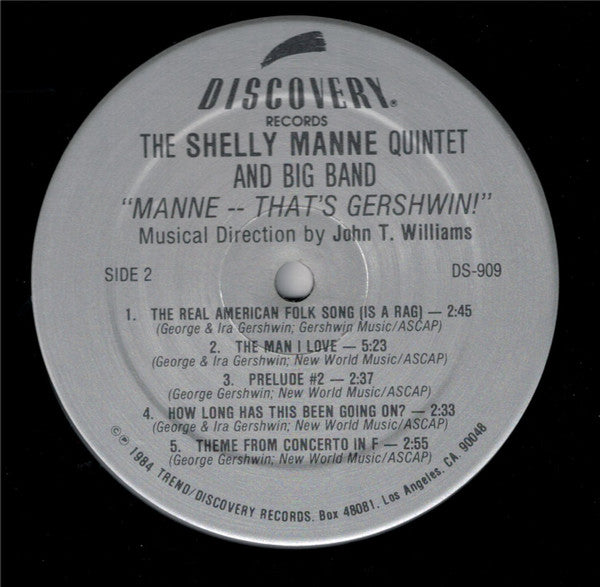 DISCOVERY®
RECORDS
THE SHELLY MANNE QUINTET
AND BIG BAND
"MANNE -- THAT'S GERSHWIN!"
Musical Direction by John T. Williams
SIDE 2 DS-909
1. THE REAL AMERICAN FOLK SONG (IS A RAG) — 2:45
(George & Ira Gershwin; Gershwin Music/ASCAP)
2. THE MAN I LOVE — 5:23
(George & Ira Gershwin; New World Music/ASCAP)
3. PRELUDE #2 — 2:37
(George Gershwin; New World Music/ASCAP)
4. HOW LONG HAS THIS BEEN GOING ON? — 2:33
(George & Ira Gershwin; New World Music/ASCAP)
5. THEME FROM CONCERTO IN F — 2:55
(George Gershwin; New World Music/ASCAP)
©℗ 1984 TREND/DISCOVERY RECORDS. Box 48081. Los Angeles, CA. 90048